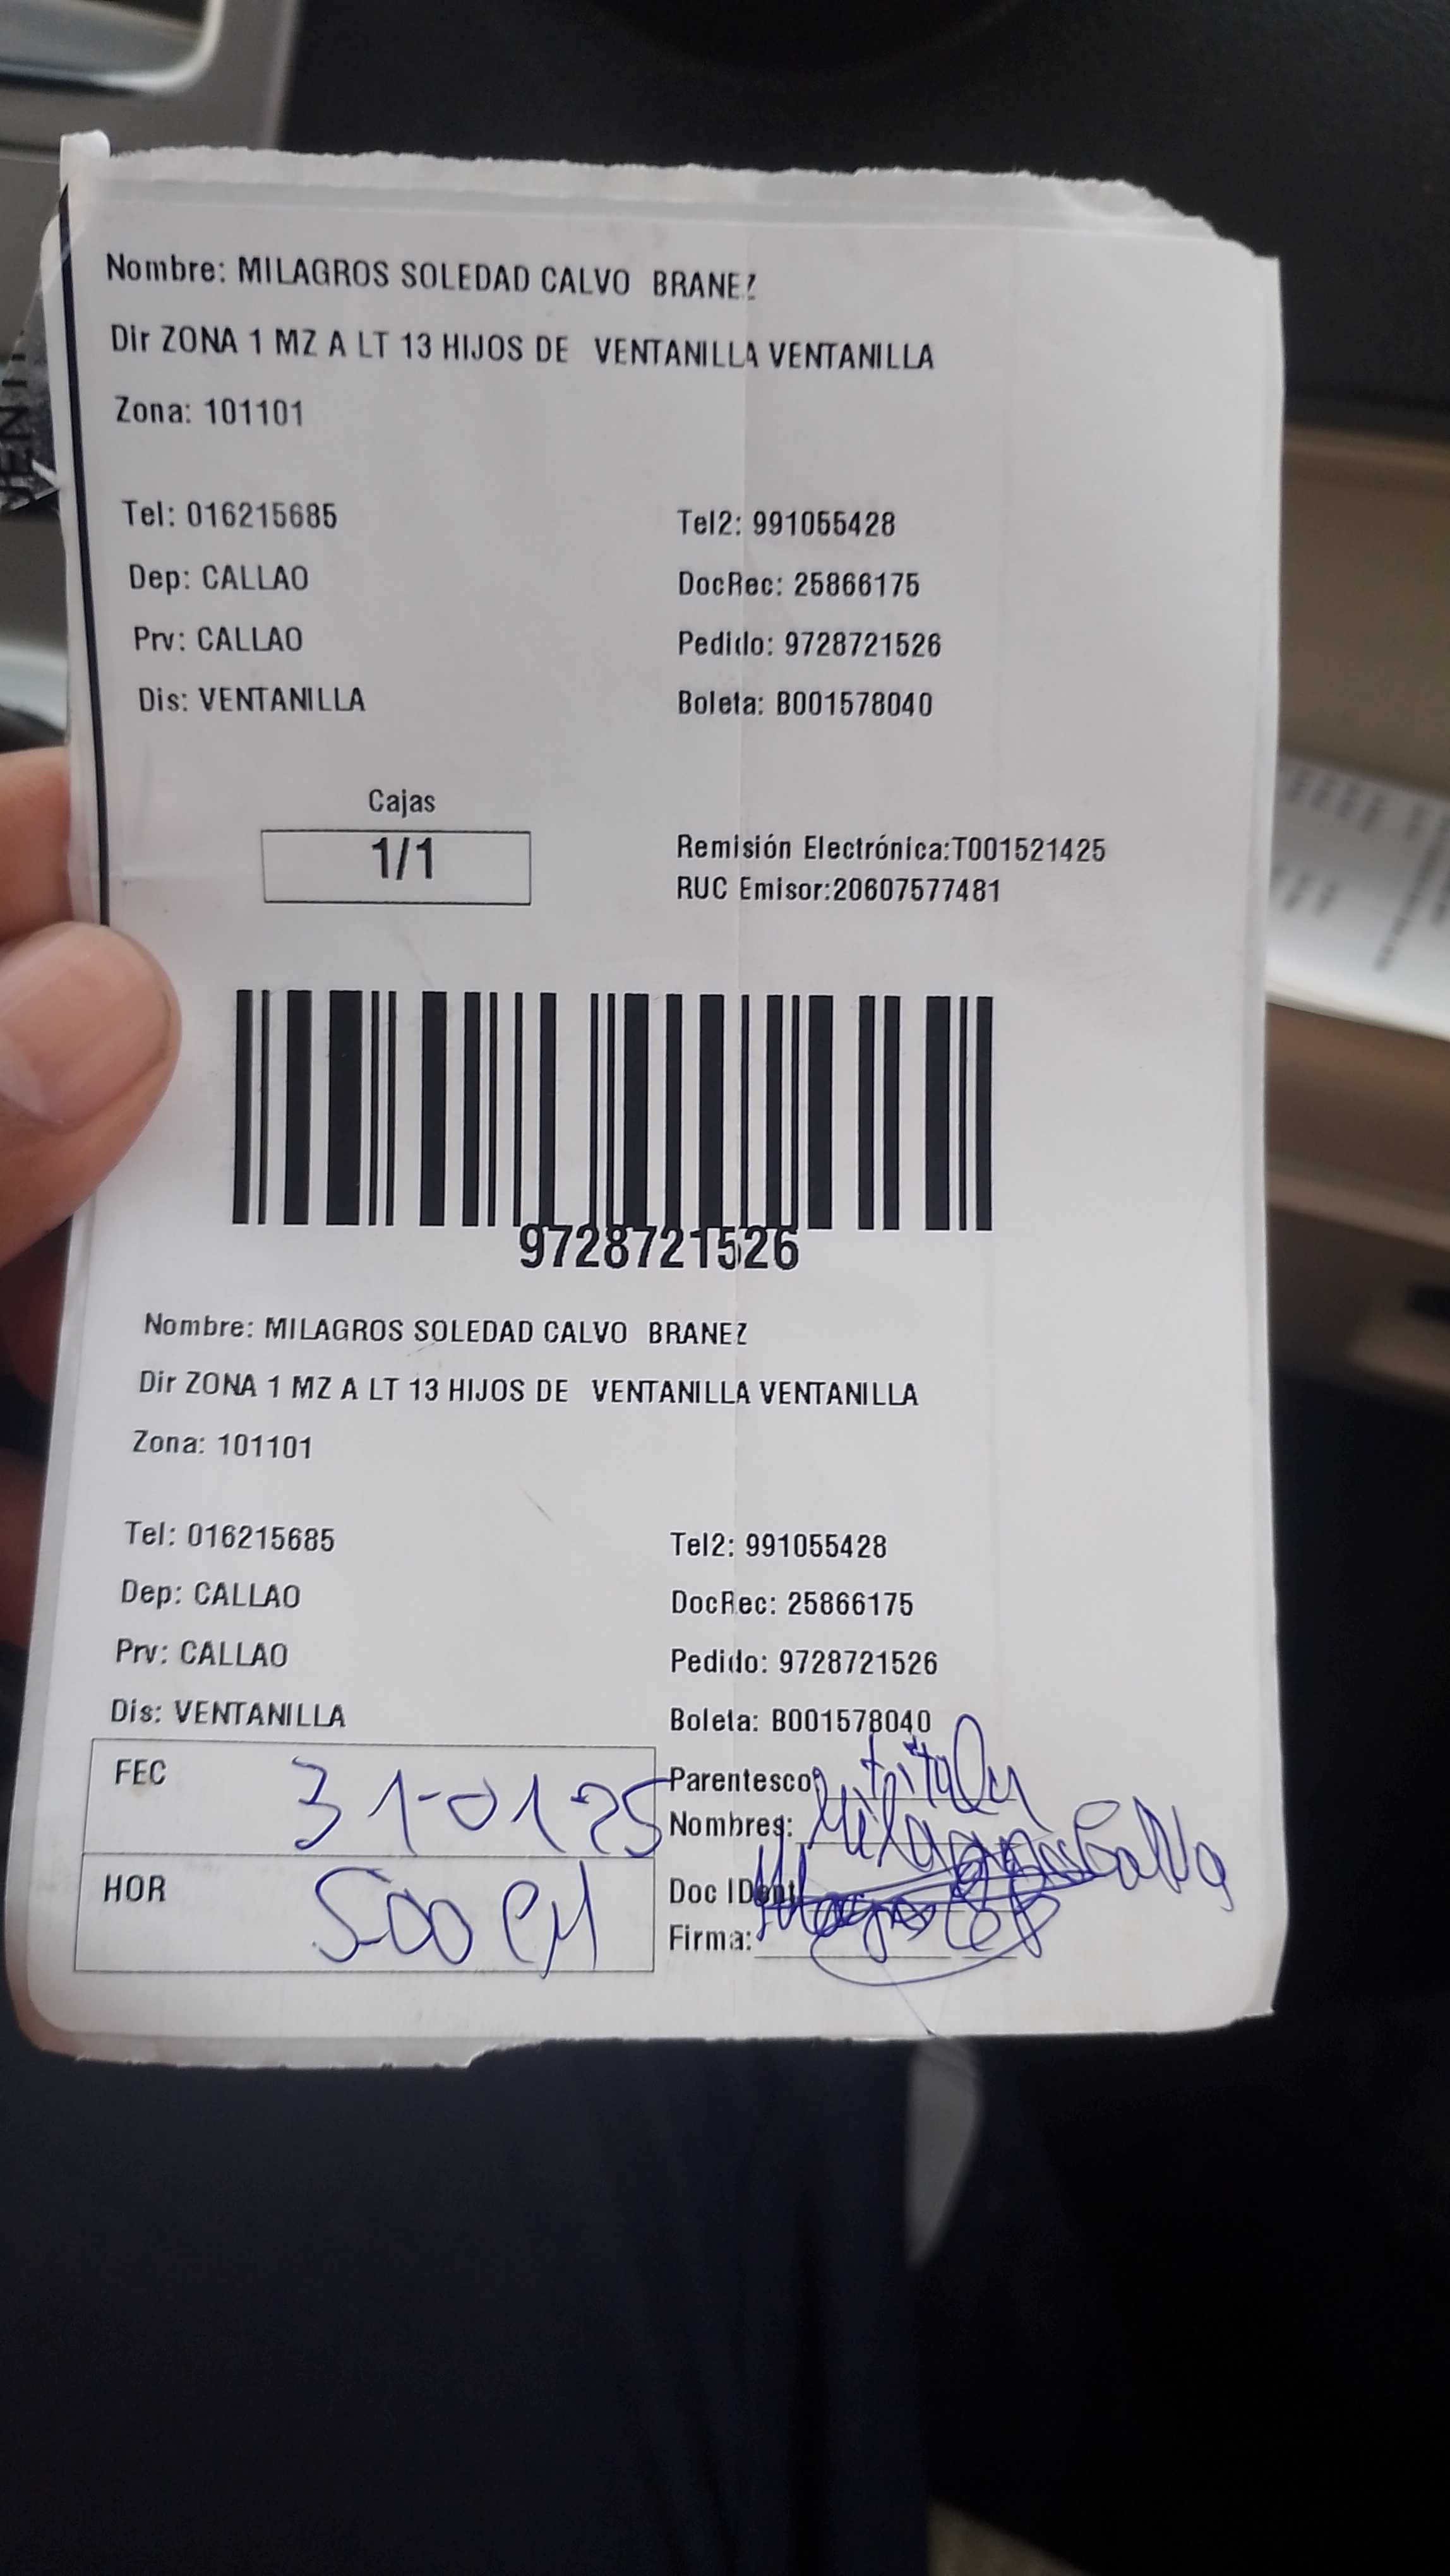 Nombre: MILAGROS SOLEDAD CALVO BRANEZ
Dir ZONA 1 MZ A LT 13 HIJOS DE VENTANILLA VENTANILLA
Zona: 101101
Tel: 016215685 Tel2: 991055428
Dep: CALLAO DocRec: 25866175
Prv: CALLAO Pedido: 9728721526
Dis: VENTANILLA Boleta: B001578040
Cajas
1/1
Remisión Electrónica:T001521425
RUC Emisor:20607577481
9728721526
Nombre: MILAGROS SOLEDAD CALVO BRANEZ
Dir ZONA 1 MZ A LT 13 HIJOS DE VENTANILLA VENTANILLA
Zona: 101101
Tel: 016215685 Tel2: 991055428
Dep: CALLAO DocRec: 25866175
Prv: CALLAO Pedido: 9728721526
Dis: VENTANILLA Boleta: B001578040
FEC 31-01 25 Parentesco
Nombres: Milagros Calvo
HOR 500 PM Doc IDent
Firma: